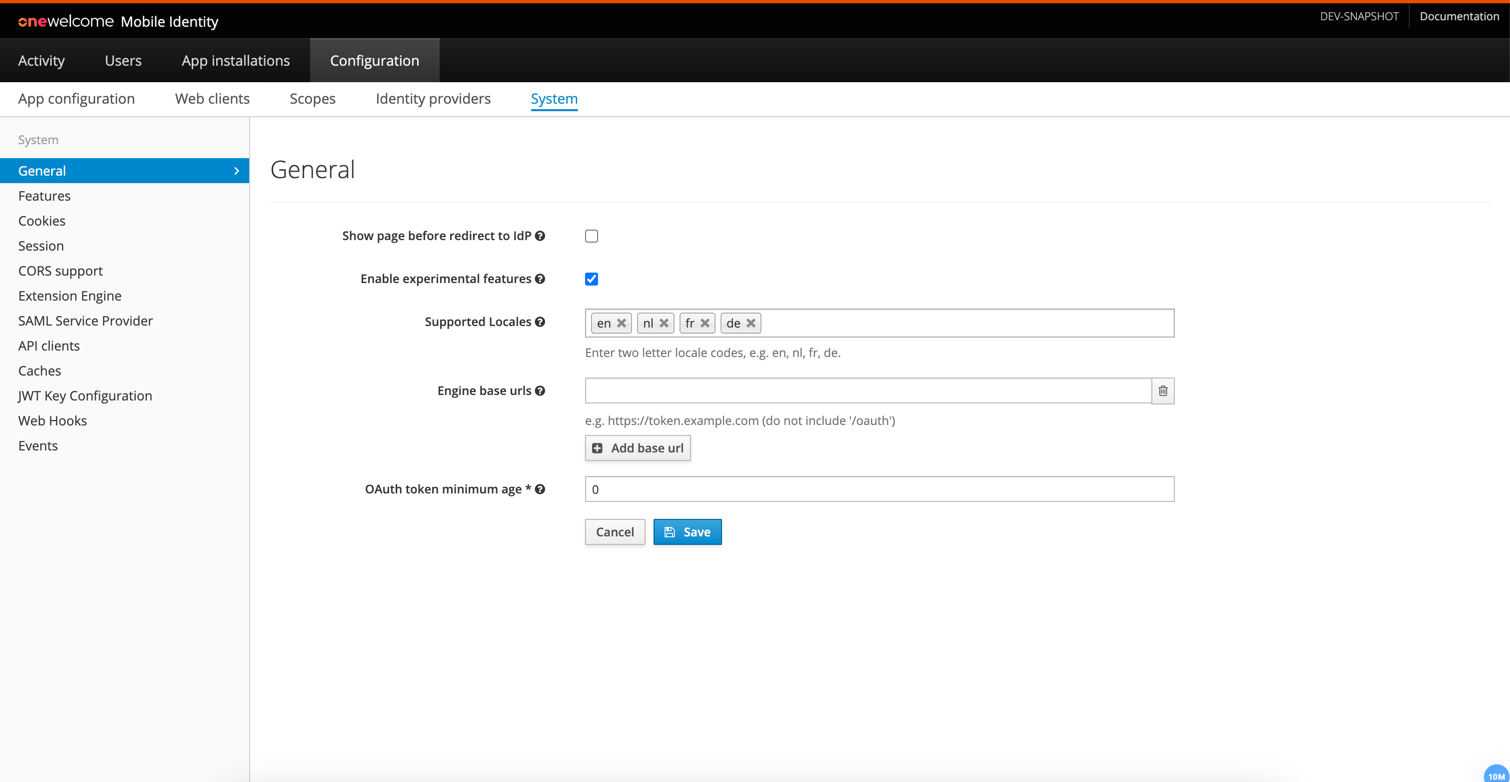 onewelcome Mobile Identity
DEV-SNAPSHOT
Documentation
Activity
Users
App installations
Configuration
App configuration
Web clients
Scopes
Identity providers
System
System
General
Features
Cookies
Session
CORS support
Extension Engine
SAML Service Provider
API clients
Caches
JWT Key Configuration
Web Hooks
Events
General
Show page before redirect to IdP
Enable experimental features
Supported Locales
en nl fr de
Enter two letter locale codes, e.g. en, nl, fr, de.
Engine base urls
e.g. https://token.example.com (do not include '/oauth')
Add base url
OAuth token minimum age *
0
Cancel
Save
10M